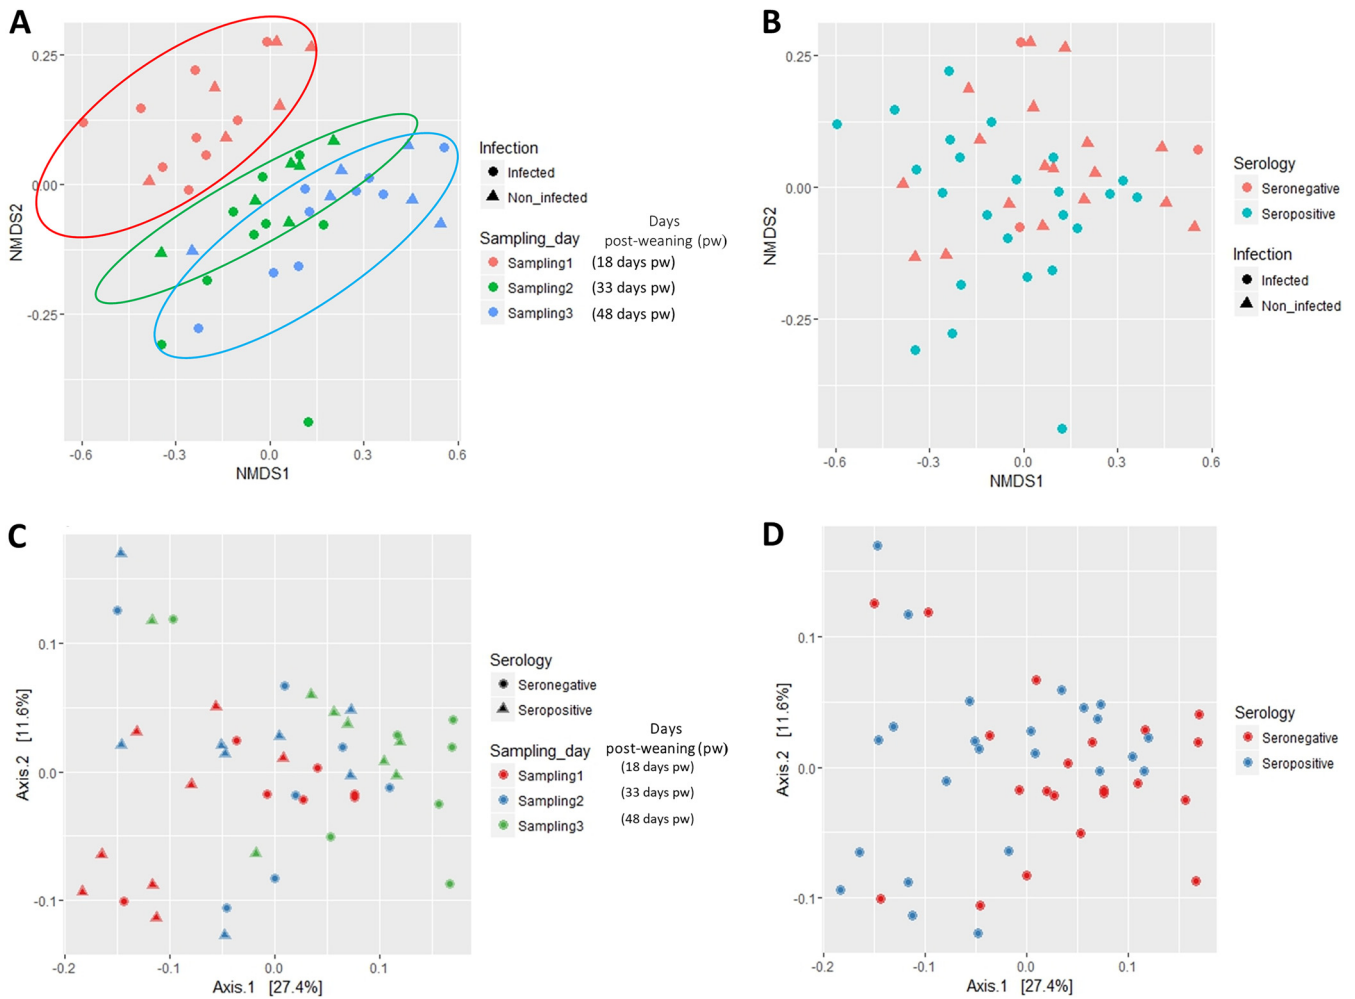 A
0.25
0.00
-0.25
NMDS2
-0.6
-0.3
0.0
0.3
0.6
NMDS1
Infection
Infected
Non_infected
Sampling_day
Days
post-weaning (pw)
Sampling1 (18 days pw)
Sampling2 (33 days pw)
Sampling3 (48 days pw)
B
0.25
0.00
-0.25
NMDS2
-0.6
-0.3
0.0
0.3
0.6
NMDS1
Serology
Seronegative
Seropositive
Infection
Infected
Non_infected
C
0.1
0.0
-0.1
Axis.2 [11.6%]
-0.2
-0.1
0.0
0.1
Axis.1 [27.4%]
Serology
Seronegative
Seropositive
Sampling_day
Days
post-weaning (pw)
Sampling1 (18 days pw)
Sampling2 (33 days pw)
Sampling3 (48 days pw)
D
0.1
0.0
-0.1
Axis.2 [11.6%]
-0.2
-0.1
0.0
0.1
Axis.1 [27.4%]
Serology
Seronegative
Seropositive